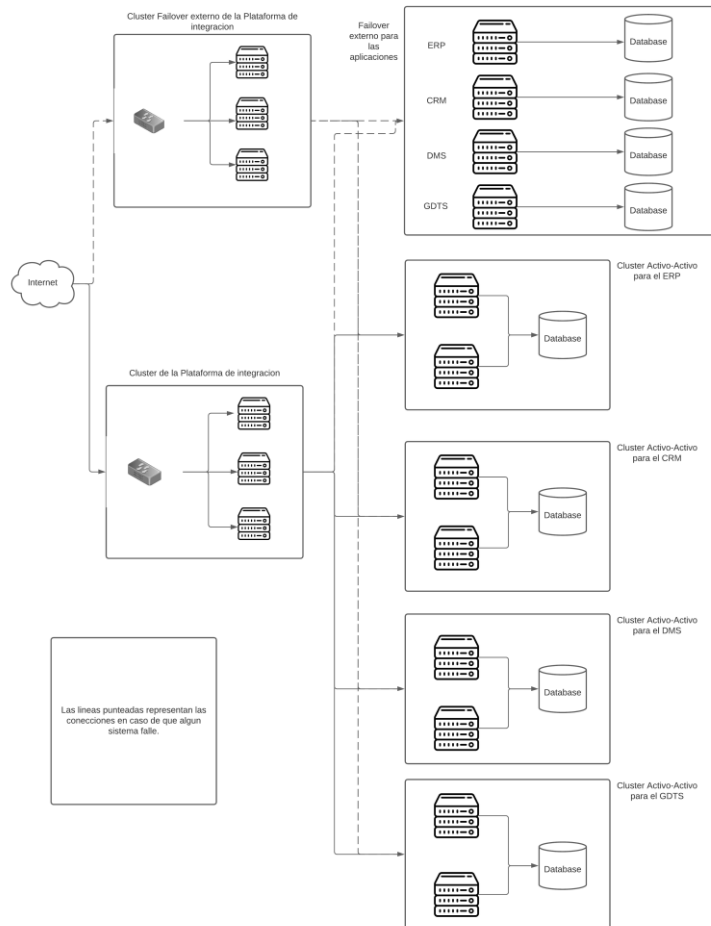 Cluster Failover externo de la Plataforma de
integracion
Failover
externo para
las
aplicaciones
ERP
Database
CRM
Database
DMS
Database
GDTS
Database
Internet
Cluster Activo-Activo
para el ERP
Database
Cluster de la Plataforma de integracion
Cluster Activo-Activo
para el CRM
Database
Cluster Activo-Activo
para el DMS
Database
Las lineas punteadas representan las
conecciones en caso de que algun
sistema falle.
Cluster Activo-Activo
para el GDTS
Database